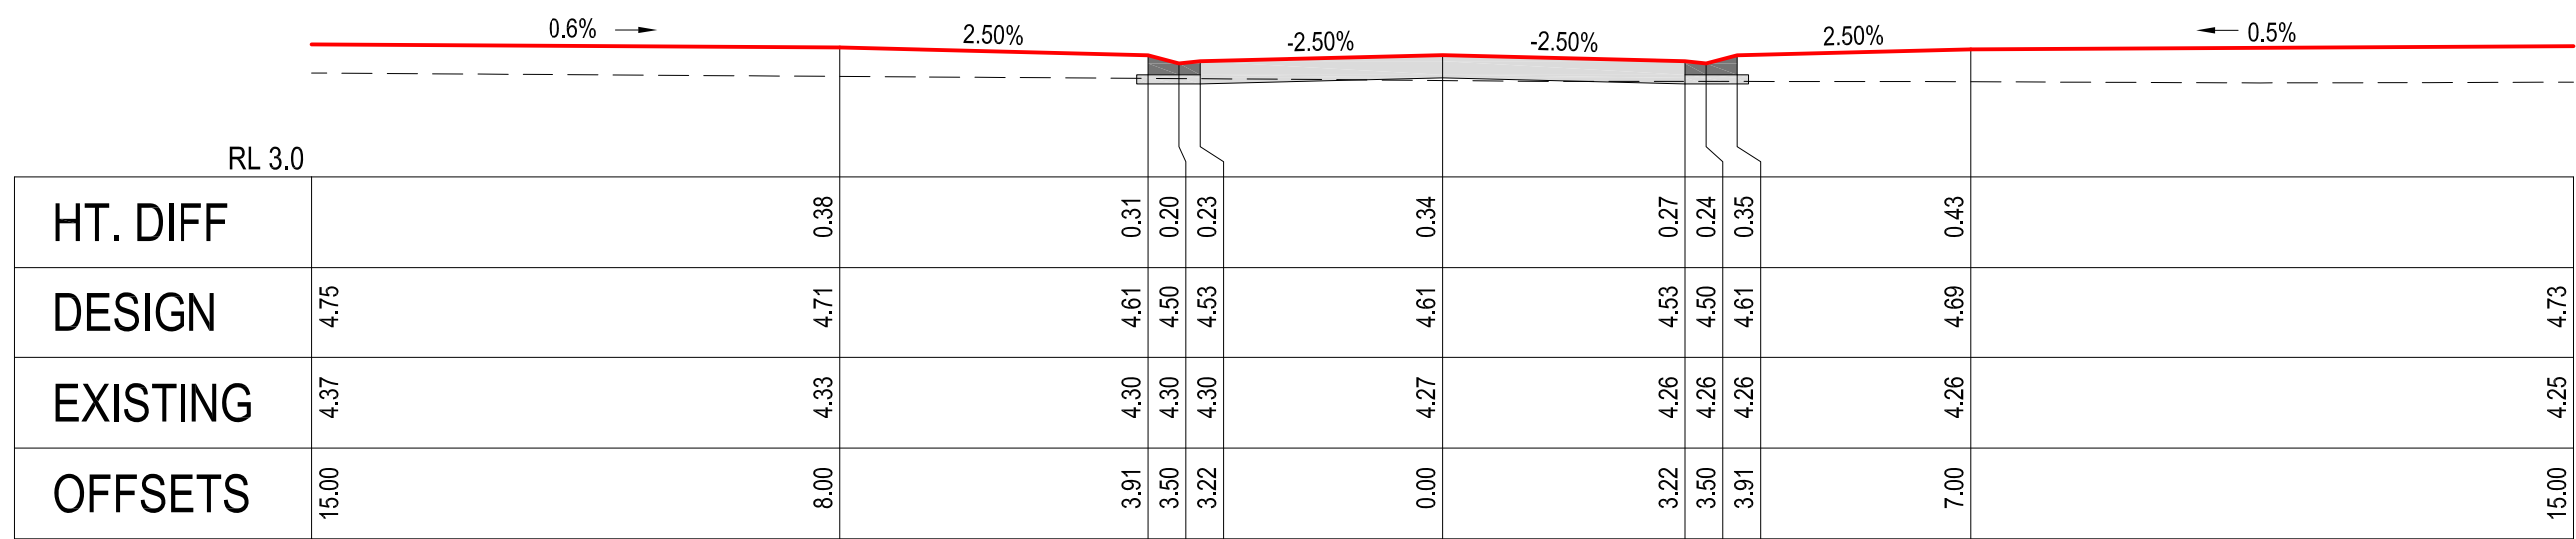 0.6% 2.50% -2.50% -2.50% 2.50% 0.5%
RL 3.0
HT. DIFF 0.38 0.31 0.20 0.23 0.34 0.27 0.24 0.35 0.43
DESIGN 4.75 4.71 4.61 4.50 4.53 4.61 4.53 4.50 4.61 4.69 4.73
EXISTING 4.37 4.33 4.30 4.30 4.30 4.27 4.26 4.26 4.26 4.26 4.25
OFFSETS 15.00 8.00 3.91 3.50 3.22 0.00 3.22 3.50 3.91 7.00 15.00